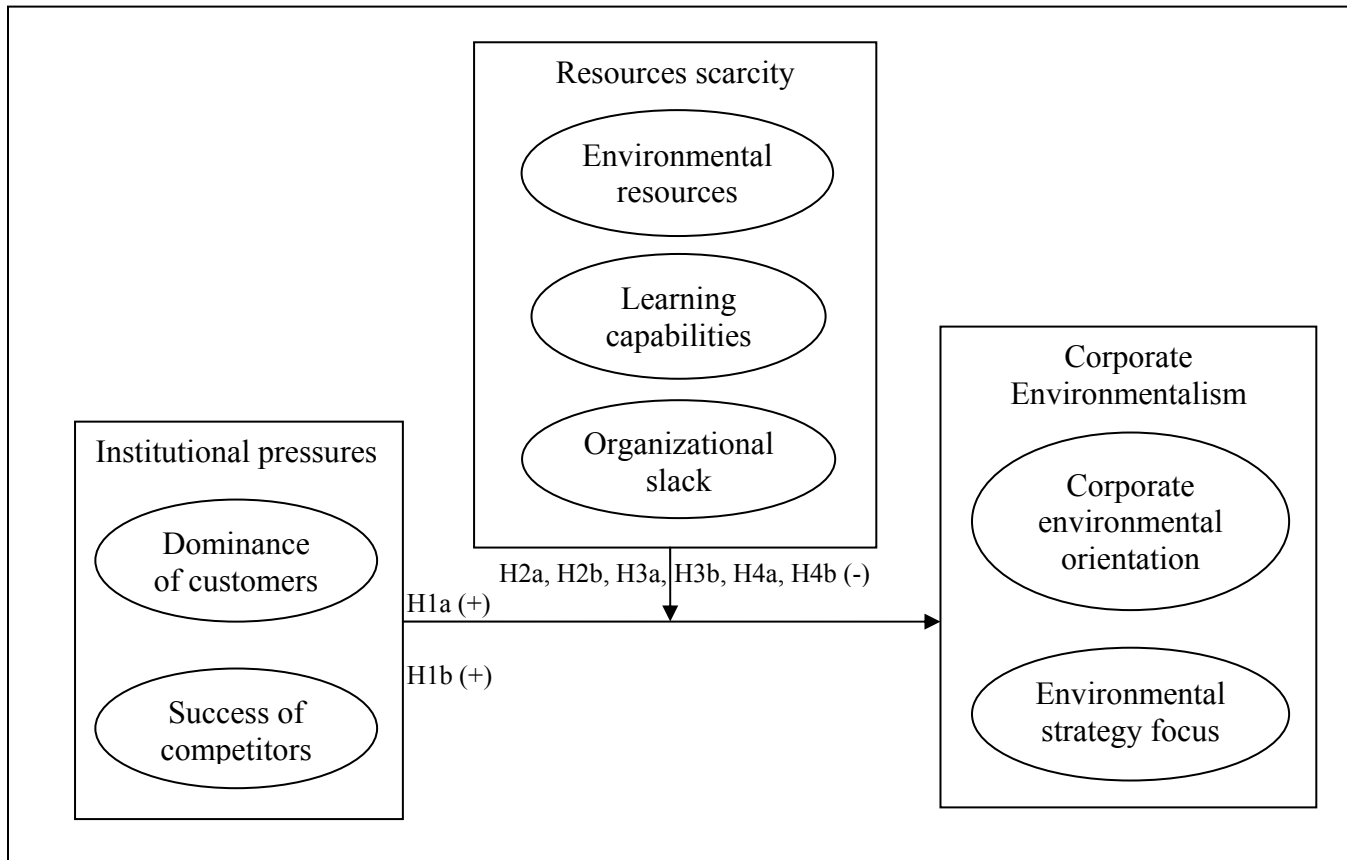 Resources scarcity
Environmental
resources
Learning
capabilities
Organizational
slack
H2a, H2b, H3a, H3b, H4a, H4b (-)
Institutional pressures
Dominance
of customers
Success of
competitors
H1a (+)
H1b (+)
Corporate
Environmentalism
Corporate
environmental
orientation
Environmental
strategy focus